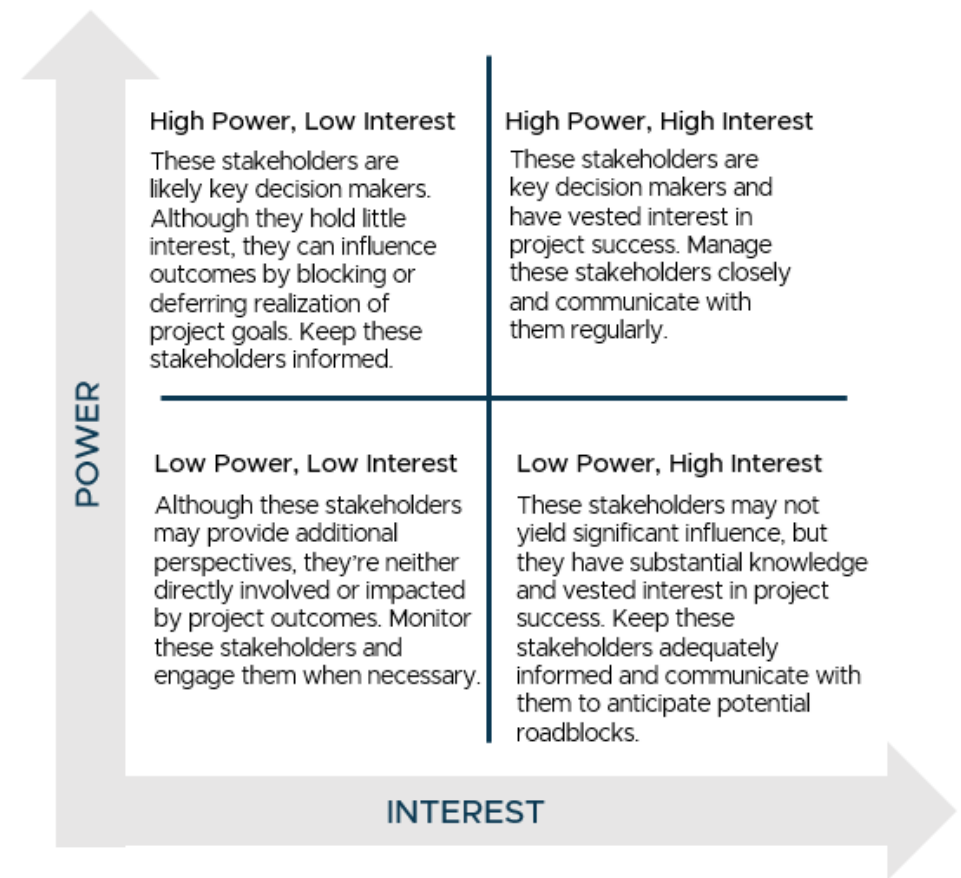 High Power, Low Interest
These stakeholders are
likely key decision makers.
Although they hold little
interest, they can influence
outcomes by blocking or
deferring realization of
project goals. Keep these
stakeholders informed.
High Power, High Interest
These stakeholders are
key decision makers and
have vested interest in
project success. Manage
these stakeholders closely
and communicate with
them regularly.
POWER
Low Power, Low Interest
Although these stakeholders
may provide additional
perspectives, they're neither
directly involved or impacted
by project outcomes. Monitor
these stakeholders and
engage them when necessary.
Low Power, High Interest
These stakeholders may not
yield significant influence, but
they have substantial knowledge
and vested interest in project
success. Keep these
stakeholders adequately
informed and communicate with
them to anticipate potential
roadblocks.
INTEREST